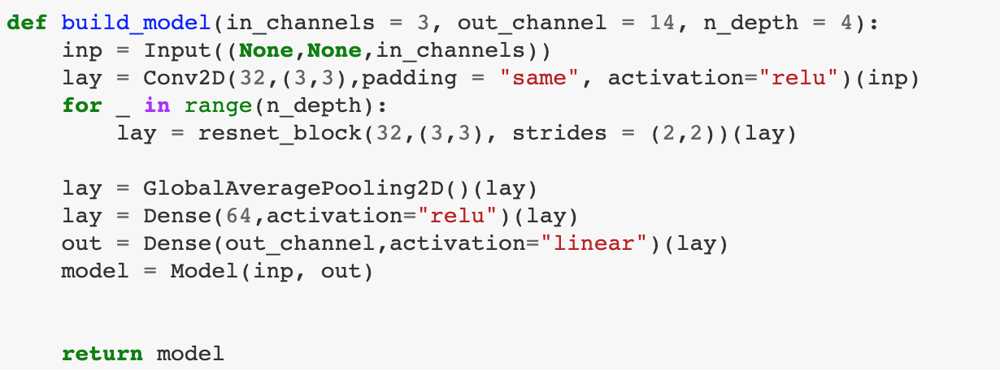 def build_model(in_channels = 3, out_channel = 14, n_depth = 4):
    inp = Input((None,None,in_channels))
    lay = Conv2D(32,(3,3),padding = "same", activation="relu")(inp)
    for _ in range(n_depth):
        lay = resnet_block(32,(3,3), strides = (2,2))(lay)

    lay = GlobalAveragePooling2D()(lay)
    lay = Dense(64,activation="relu")(lay)
    out = Dense(out_channel,activation="linear")(lay)
    model = Model(inp, out)


    return model